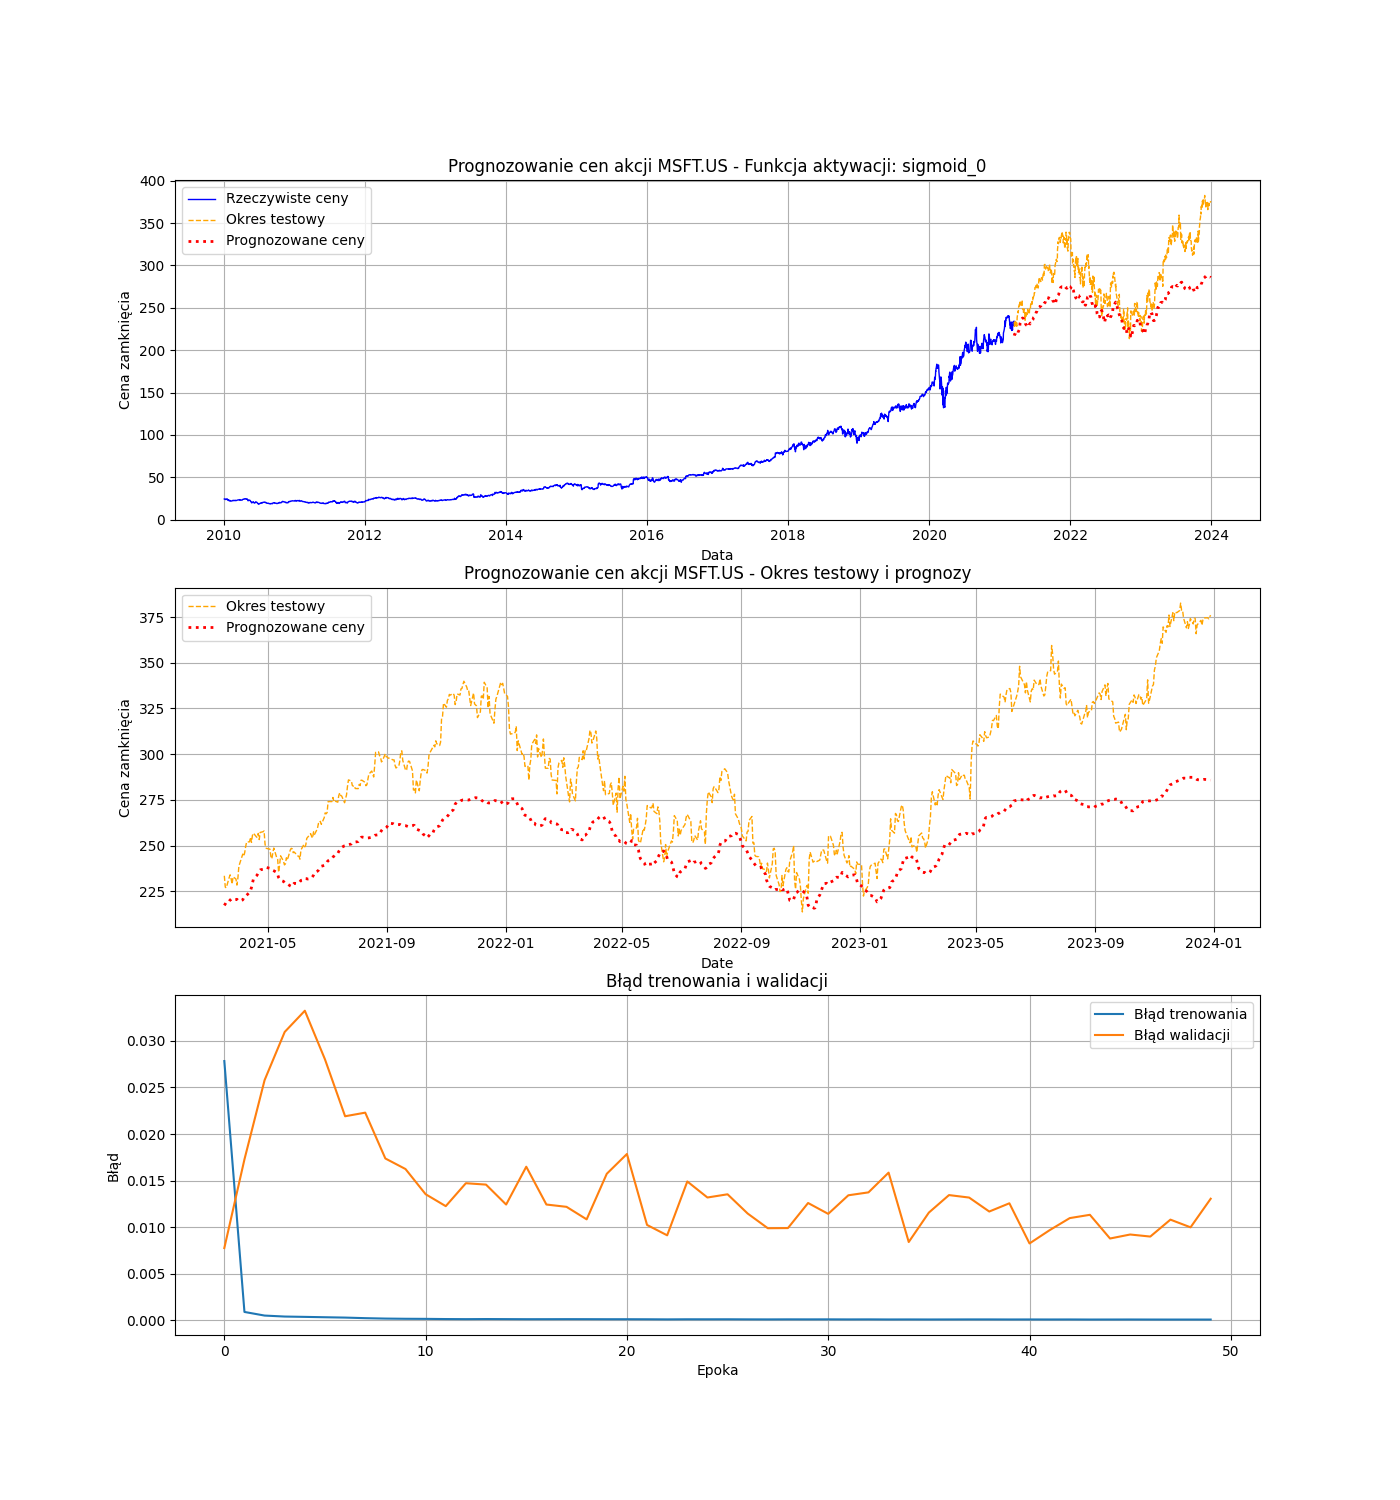 Prognozowanie cen akcji MSFT.US - Funkcja aktywacji: sigmoid_0
400
350
300
250
200
150
100
50
0
Cena zamknięcia
Rzeczywiste ceny
Okres testowy
Prognozowane ceny
2010 2012 2014 2016 2018 2020 2022 2024
Data
Prognozowanie cen akcji MSFT.US - Okres testowy i prognozy
375
350
325
300
275
250
225
Cena zamknięcia
Okres testowy
Prognozowane ceny
2021-05 2021-09 2022-01 2022-05 2022-09 2023-01 2023-05 2023-09 2024-01
Date
Błąd trenowania i walidacji
0.030
0.025
0.020
0.015
0.010
0.005
0.000
Błąd
Błąd trenowania
Błąd walidacji
0 10 20 30 40 50
Epoka